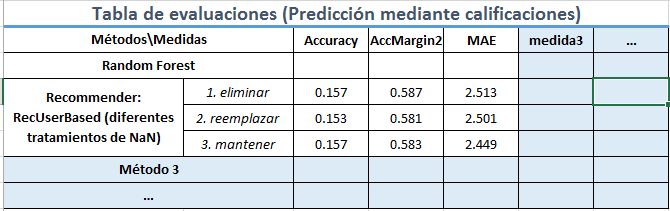 Tabla de evaluaciones (Predicción mediante calificaciones)
Métodos\Medidas Accuracy AccMargin2 MAE medida3 ...
Random Forest
Recommender:
RecUserBased (diferentes
tratamientos de NaN)
1. eliminar 0.157 0.587 2.513
2. reemplazar 0.153 0.581 2.501
3. mantener 0.157 0.583 2.449
Método 3
...